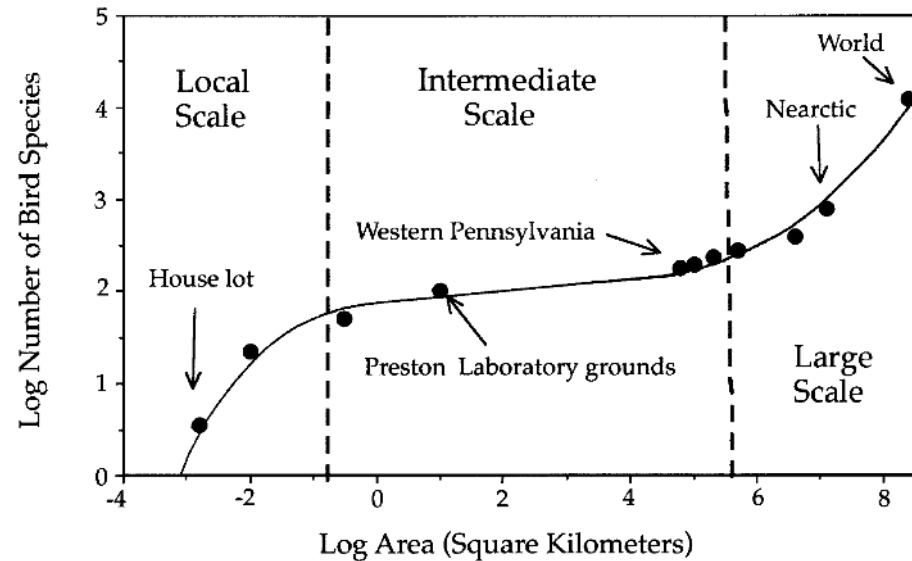 Log Number of Bird Species
5
4
3
2
1
0
Local
Scale
Intermediate
Scale
World
Nearctic
Western Pennsylvania
House lot
Preston Laboratory grounds
Large
Scale
-4
-2
0
2
4
6
8
Log Area (Square Kilometers)